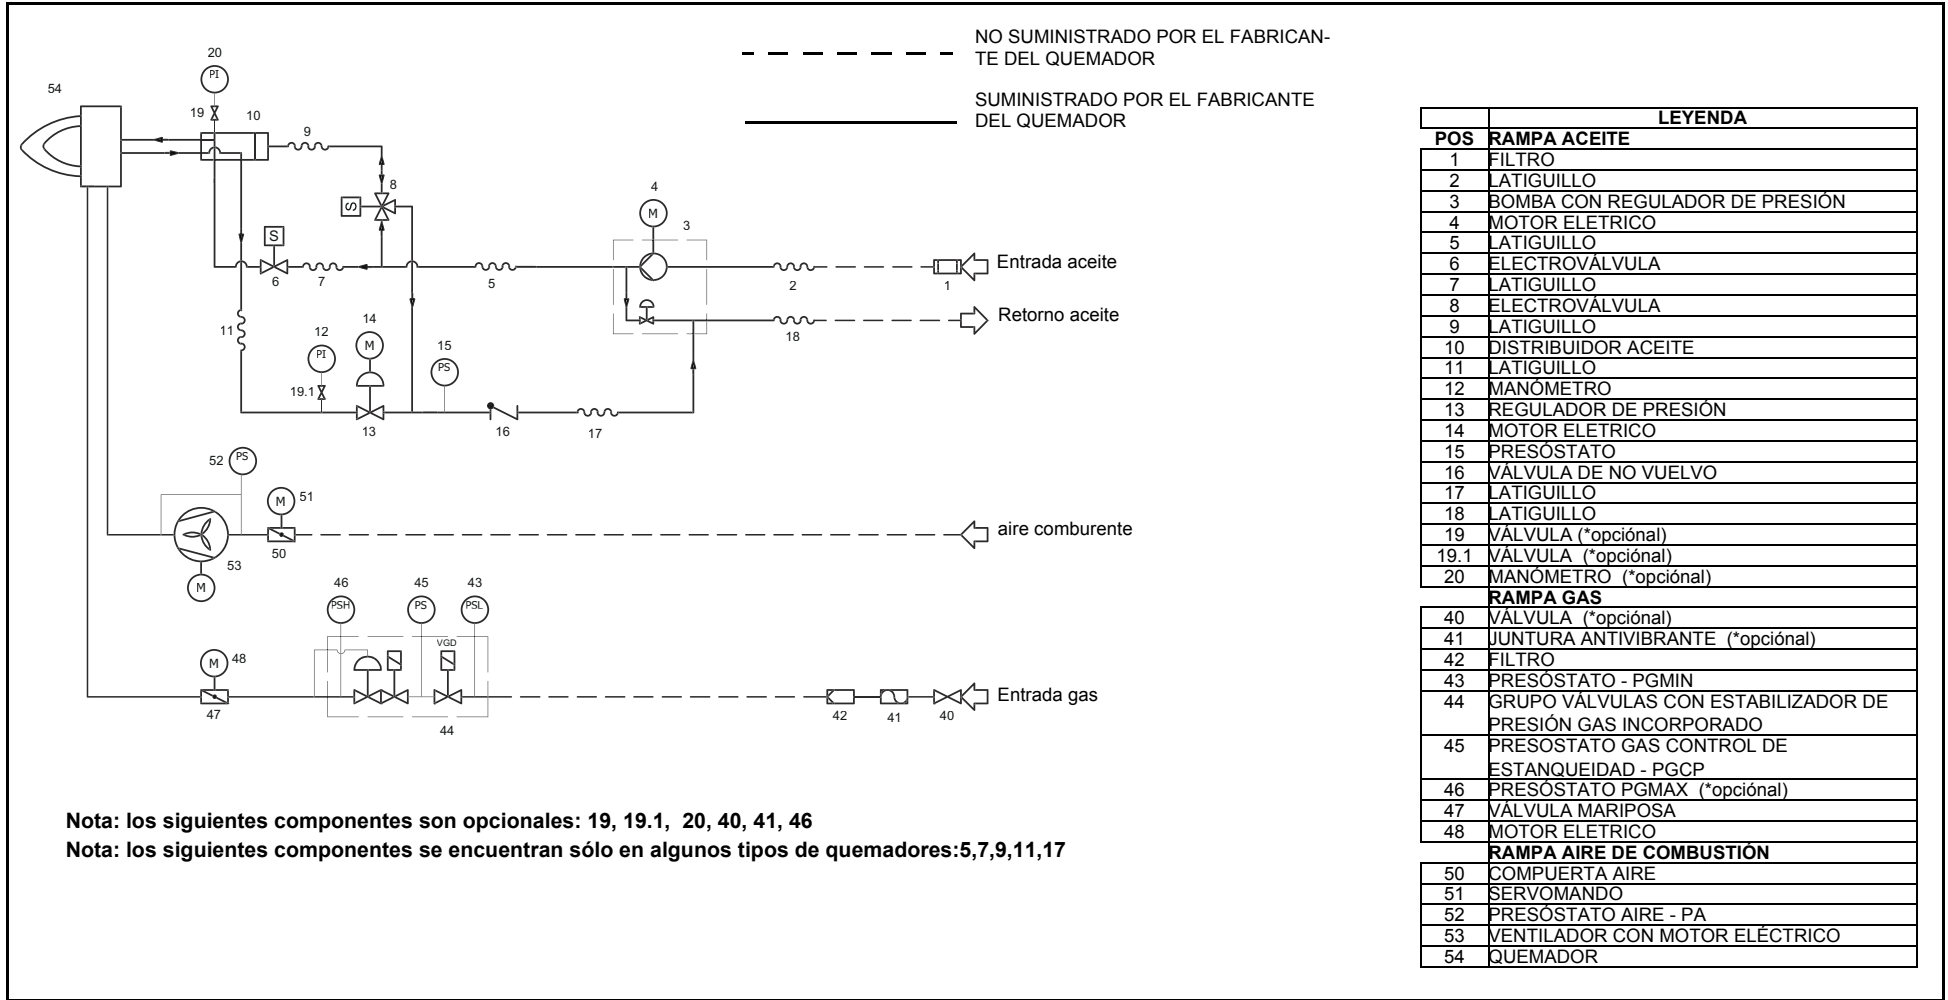 NO SUMINISTRADO POR EL FABRICAN-
TE DEL QUEMADOR
SUMINISTRADO POR EL FABRICANTE
DEL QUEMADOR
20
PI
54
19
10
9
8
S
4
M
3
S
6
7
5
2
1
Entrada aceite
Retorno aceite
18
11
12
PI
14
M
15
PS
19.1
13
16
17
52
PS
M
51
50
53
M
aire comburente
46
45
43
PSH
PS
PSL
VGD
M
48
47
44
42
41
40
Entrada gas
Nota: los siguientes componentes son opcionales: 19, 19.1, 20, 40, 41, 46
Nota: los siguientes componentes se encuentran sólo en algunos tipos de quemadores:5,7,9,11,17
LEYENDA
POS RAMPA ACEITE
1 FILTRO
2 LATIGUILLO
3 BOMBA CON REGULADOR DE PRESIÓN
4 MOTOR ELETRICO
5 LATIGUILLO
6 ELECTROVÁLVULA
7 LATIGUILLO
8 ELECTROVÁLVULA
9 LATIGUILLO
10 DISTRIBUIDOR ACEITE
11 LATIGUILLO
12 MANÓMETRO
13 REGULADOR DE PRESIÓN
14 MOTOR ELETRICO
15 PRESÓSTATO
16 VÁLVULA DE NO VUELVO
17 LATIGUILLO
18 LATIGUILLO
19 VÁLVULA (*opciónal)
19.1 VÁLVULA (*opciónal)
20 MANÓMETRO (*opciónal)
RAMPA GAS
40 VÁLVULA (*opciónal)
41 JUNTURA ANTIVIBRANTE (*opciónal)
42 FILTRO
43 PRESÓSTATO - PGMIN
44 GRUPO VÁLVULAS CON ESTABILIZADOR DE
PRESIÓN GAS INCORPORADO
45 PRESOSTATO GAS CONTROL DE
ESTANQUEIDAD - PGCP
46 PRESÓSTATO PGMAX (*opciónal)
47 VÁLVULA MARIPOSA
48 MOTOR ELETRICO
RAMPA AIRE DE COMBUSTIÓN
50 COMPUERTA AIRE
51 SERVOMANDO
52 PRESÓSTATO AIRE - PA
53 VENTILADOR CON MOTOR ELÉCTRICO
54 QUEMADOR